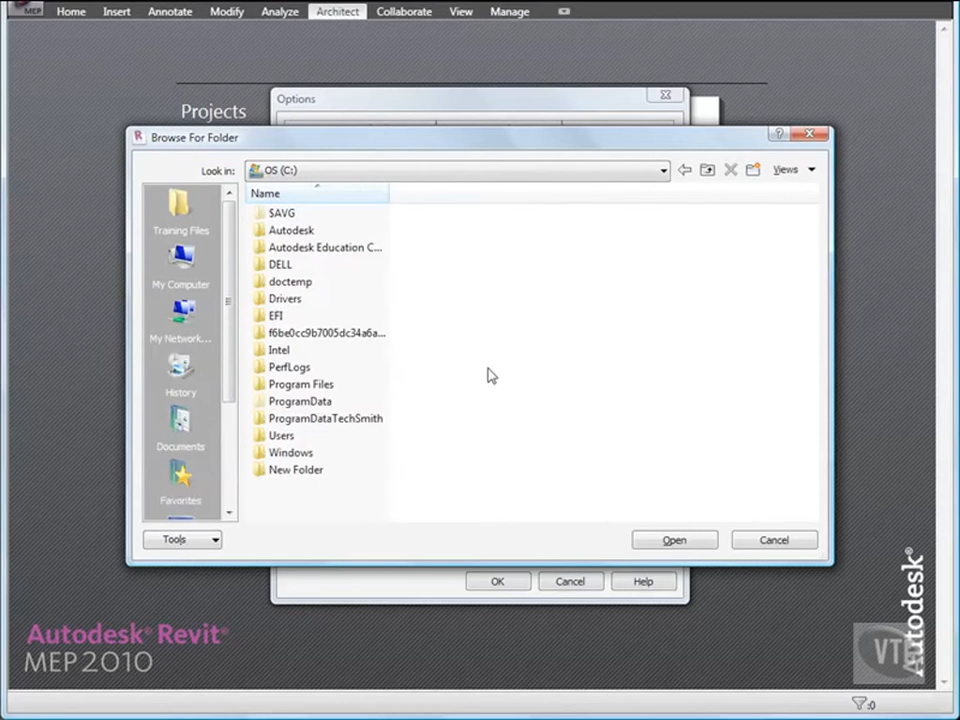 MEP
Home Insert Annotate Modify Analyze Architect Collaborate View Manage
Projects
Options
Browse For Folder
Look in: OS (C:) Views
Name
Training Files
My Computer
My Network...
History
Documents
Favorites
$AVG
Autodesk
Autodesk Education C...
DELL
doctemp
Drivers
EFI
f6be0cc9b7005dc34a6a...
Intel
PerfLogs
Program Files
ProgramData
ProgramDataTechSmith
Users
Windows
New Folder
Tools Open Cancel
OK Cancel Help
Autodesk® Revit®
MEP 2010
Autodesk®
VT
:0